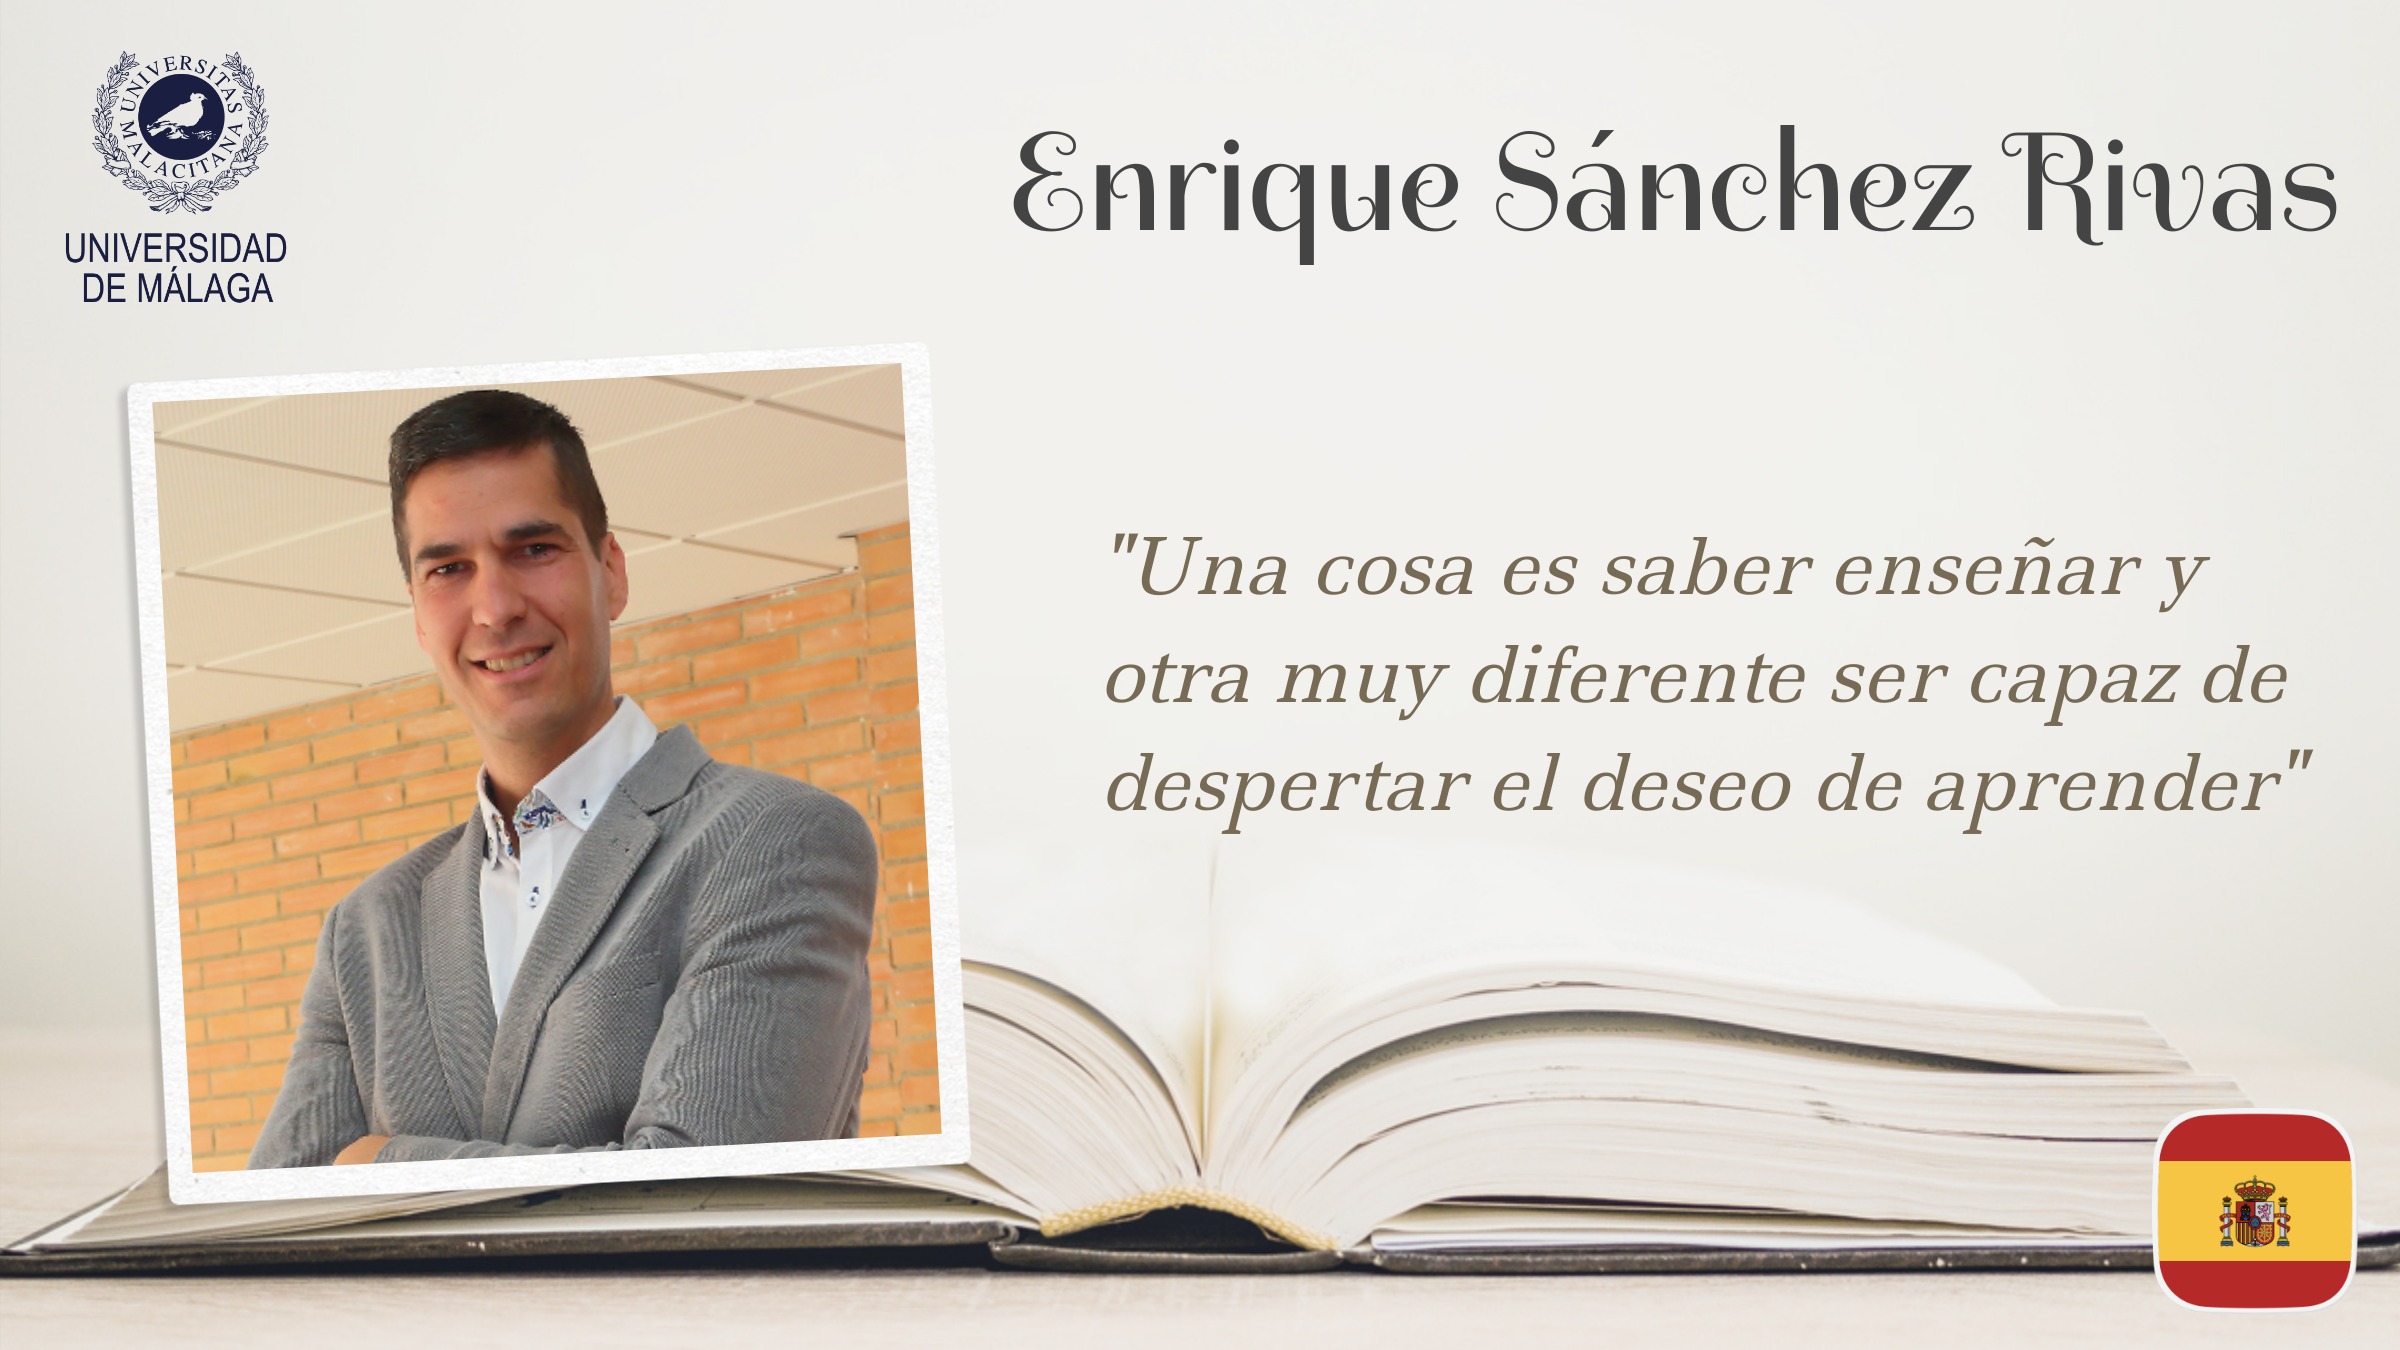 UNIVERSITAS MALACITANA
UNIVERSIDAD
DE MÁLAGA
Enrique Sánchez Rivas
"Una cosa es saber enseñar y
otra muy diferente ser capaz de
despertar el deseo de aprender"